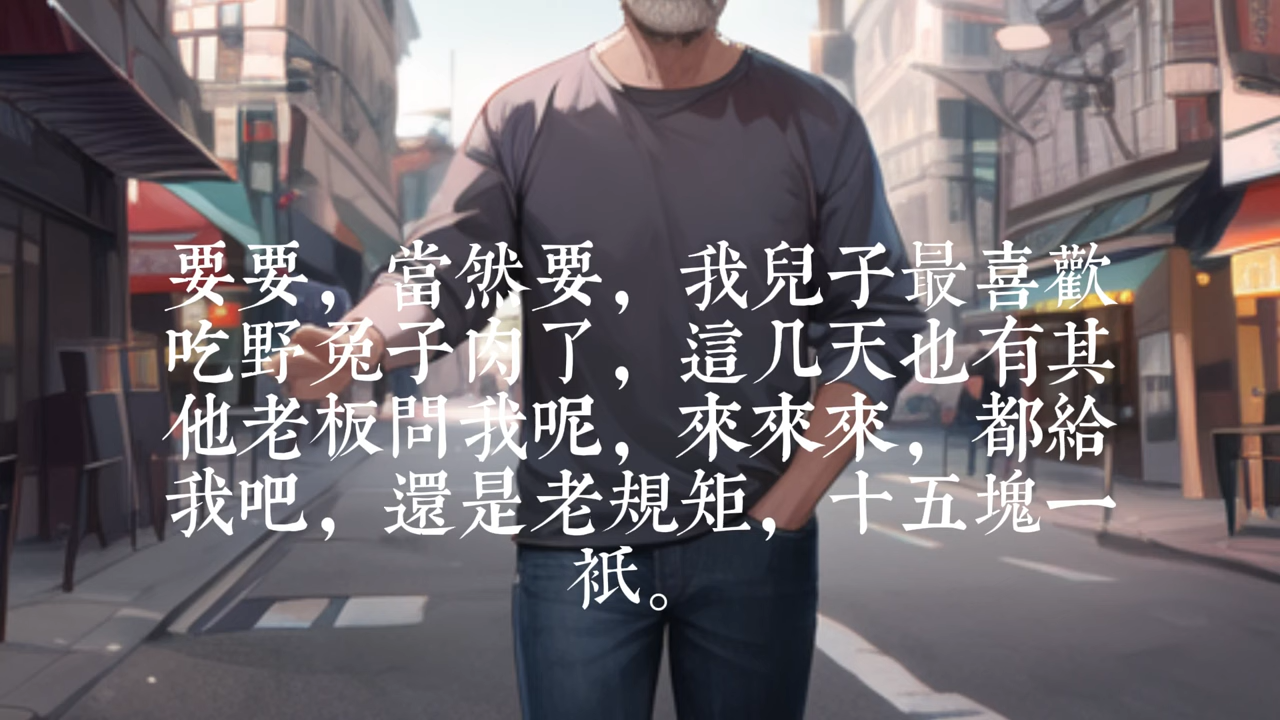 要要，當然要，我兒子最喜歡
吃野兔子肉了，這几天也有其
他老板問我呢，來來來，都給
我吧，還是老規矩，十五塊一
衹。